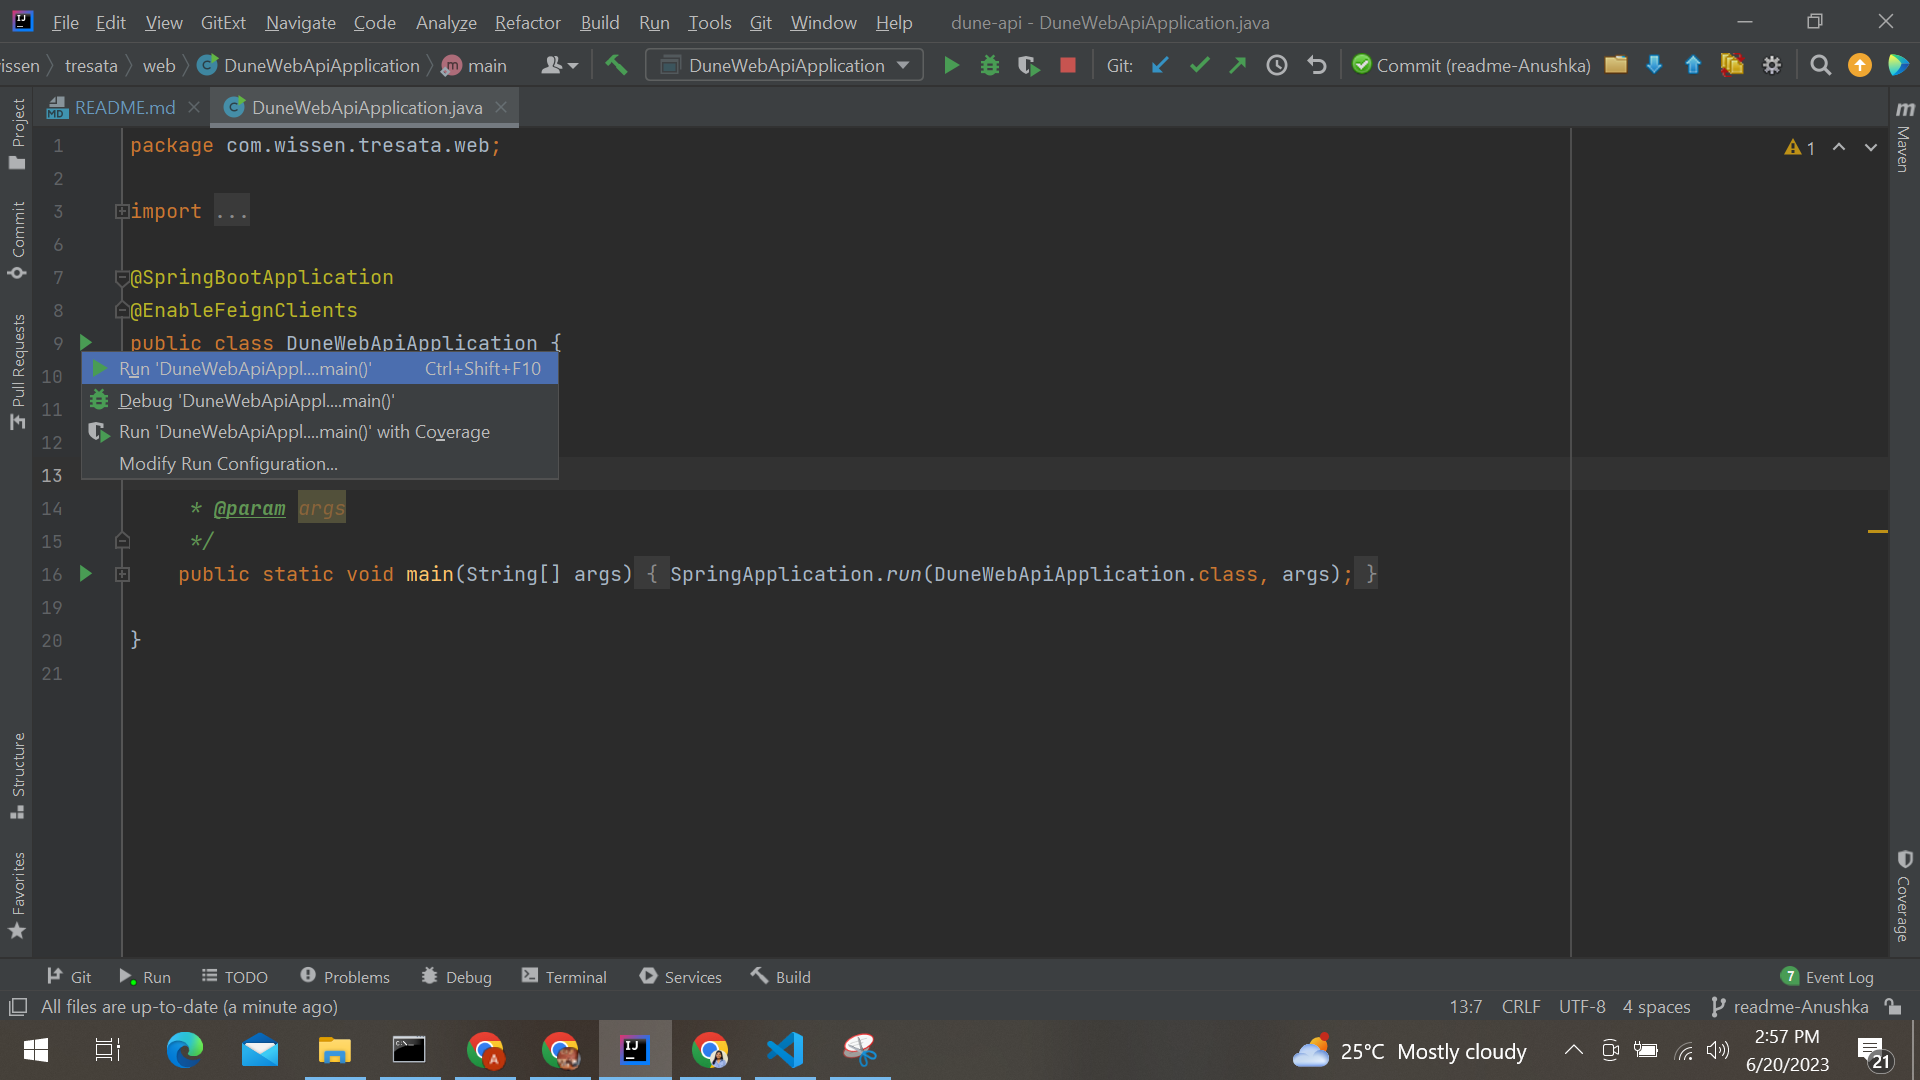 File Edit View GitExt Navigate Code Analyze Refactor Build Run Tools Git Window Help dune-api - DuneWebApiApplication.java
issen tresata web DuneWebApiApplication main DuneWebApiApplication Git: Commit (readme-Anushka)
README.md DuneWebApiApplication.java
Project
Commit
Pull Requests
Structure
Favorites
1 package com.wissen.tresata.web;
2
3 import ...
6
7 @SpringBootApplication
8 @EnableFeignClients
9 public class DuneWebApiApplication {
10
11
12
13
Run 'DuneWebApiAppl....main()' Ctrl+Shift+F10
Debug 'DuneWebApiAppl....main()'
Run 'DuneWebApiAppl....main()' with Coverage
Modify Run Configuration...
14 * @param args
15 */
16 public static void main(String[] args) { SpringApplication.run(DuneWebApiApplication.class, args); }
19
20 }
21
1
m
Maven
Coverage
Git Run TODO Problems Debug Terminal Services Build 7 Event Log
All files are up-to-date (a minute ago) 13:7 CRLF UTF-8 4 spaces readme-Anushka
25°C Mostly cloudy 2:57 PM
6/20/2023 21